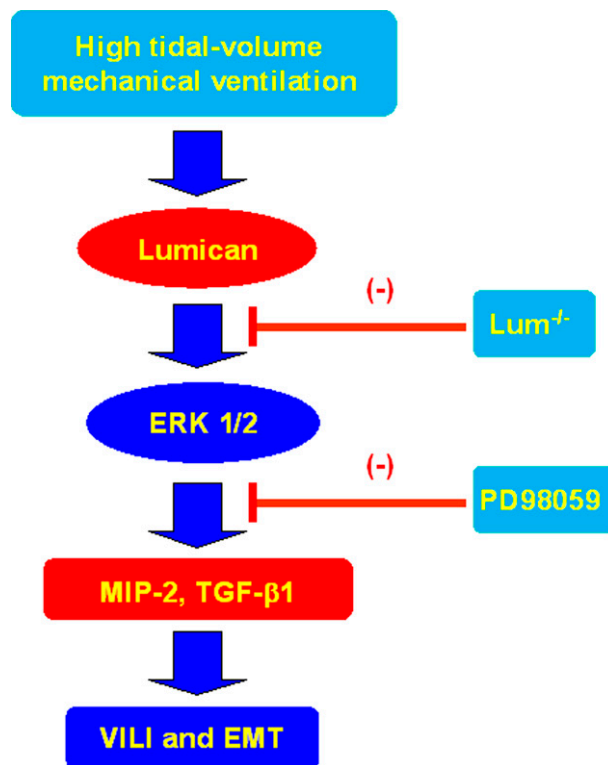 High tidal-volume
mechanical ventilation
Lumican
(-)
Lum-/-
ERK 1/2
(-)
PD98059
MIP-2, TGF-β1
VILI and EMT